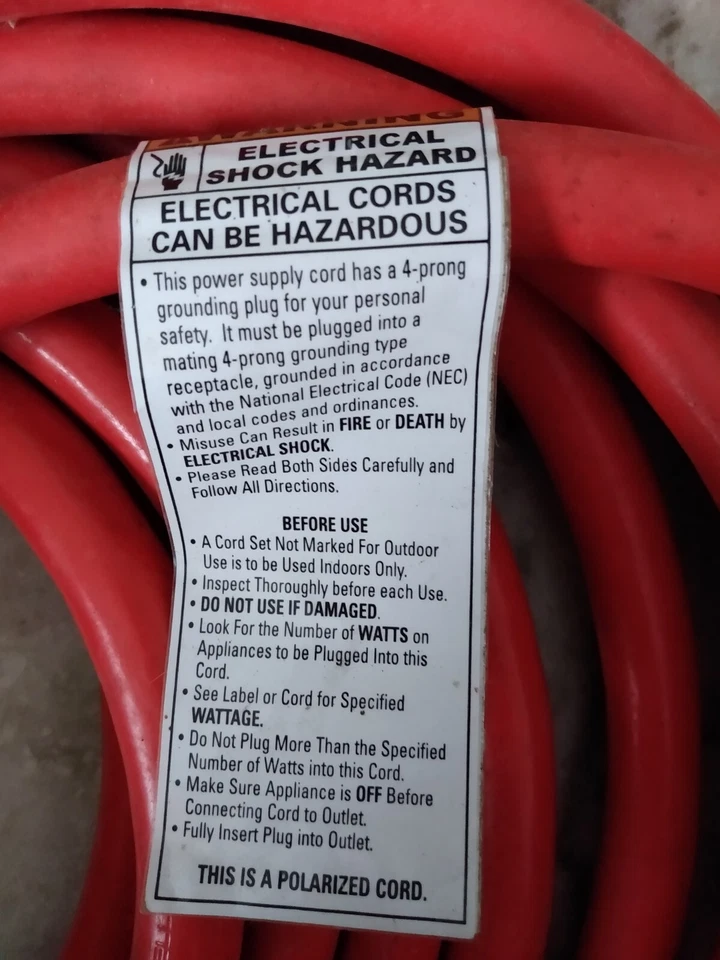 WARNING
ELECTRICAL
SHOCK HAZARD
ELECTRICAL CORDS
CAN BE HAZARDOUS
• This power supply cord has a 4-prong
grounding plug for your personal
safety. It must be plugged into a
mating 4-prong grounding type
receptacle, grounded in accordance
with the National Electrical Code (NEC)
and local codes and ordinances.
• Misuse Can Result in FIRE or DEATH by
ELECTRICAL SHOCK.
• Please Read Both Sides Carefully and
Follow All Directions.
BEFORE USE
• A Cord Set Not Marked For Outdoor
Use is to be Used Indoors Only.
• Inspect Thoroughly before each Use.
• DO NOT USE IF DAMAGED.
• Look For the Number of WATTS on
Appliances to be Plugged Into this
Cord.
• See Label or Cord for Specified
WATTAGE.
• Do Not Plug More Than the Specified
Number of Watts into this Cord.
• Make Sure Appliance is OFF Before
Connecting Cord to Outlet.
• Fully Insert Plug into Outlet.
THIS IS A POLARIZED CORD.